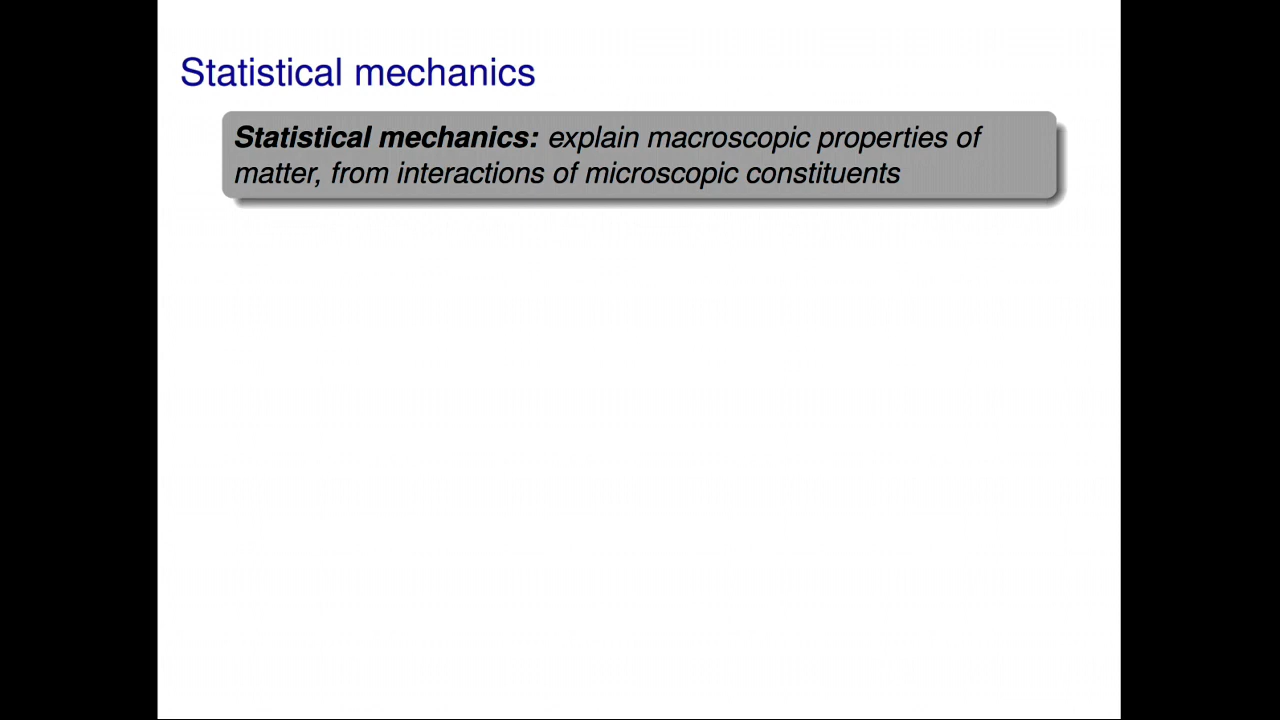 Statistical mechanics
Statistical mechanics: explain macroscopic properties of
matter, from interactions of microscopic constituents